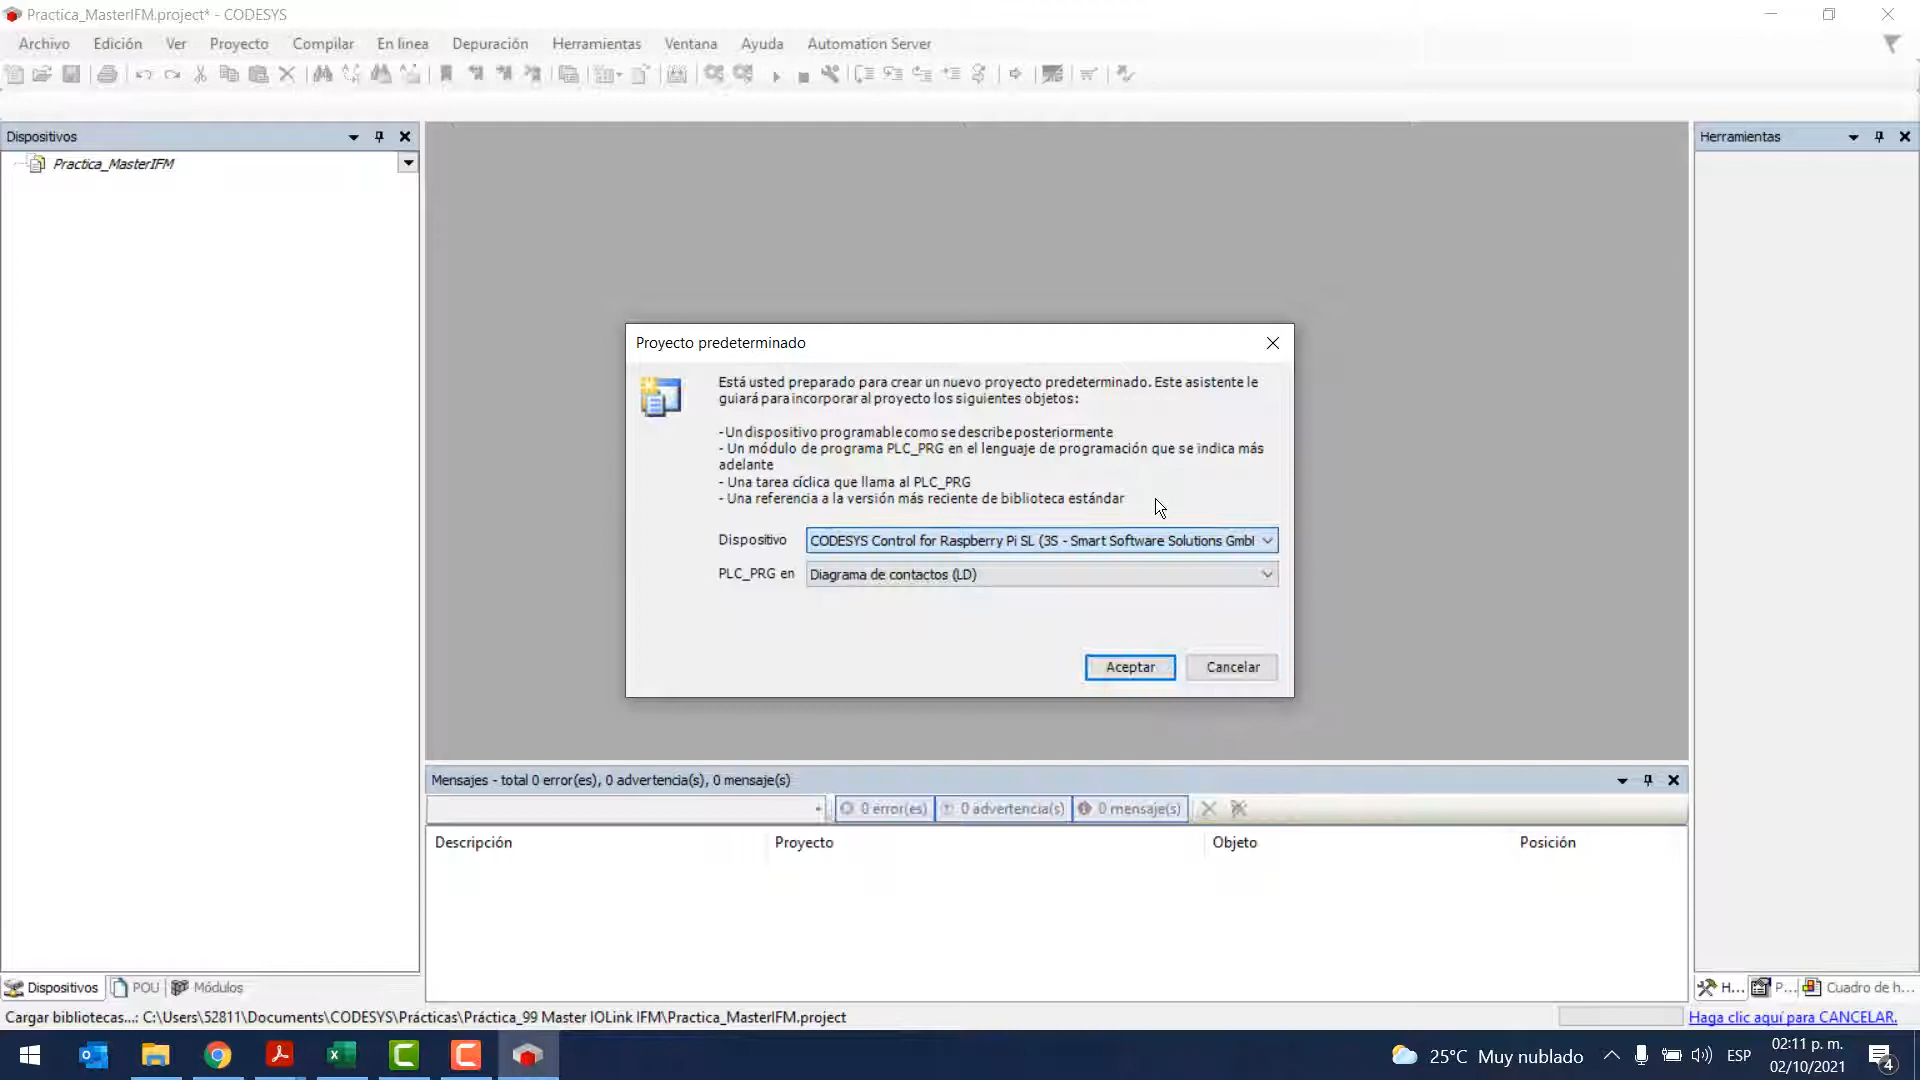 Practica_MasterIFM.project* - CODESYS
Archivo Edición Ver Proyecto Compilar En línea Depuración Herramientas Ventana Ayuda Automation Server
Dispositivos
Practica_MasterIFM
Herramientas
Proyecto predeterminado
Está usted preparado para crear un nuevo proyecto predeterminado. Este asistente le
guiará para incorporar al proyecto los siguientes objetos:
- Un dispositivo programable como se describe posteriormente
- Un módulo de programa PLC_PRG en el lenguaje de programación que se indica más
adelante
- Una tarea cíclica que llama al PLC_PRG
- Una referencia a la versión más reciente de biblioteca estándar
Dispositivo CODESYS Control for Raspberry Pi SL (3S - Smart Software Solutions Gmbl
PLC_PRG en Diagrama de contactos (LD)
Aceptar Cancelar
Mensajes - total 0 error(es), 0 advertencia(s), 0 mensaje(s)
0 error(es) 0 advertencia(s) 0 mensaje(s)
Descripción Proyecto Objeto Posición
Dispositivos POU Módulos
H... P... Cuadro de h...
Cargar bibliotecas...: C:\Users\52811\Documents\CODESYS\Prácticas\Práctica_99 Master IOLink IFM\Practica_MasterIFM.project
Haga clic aquí para CANCELAR.
25°C Muy nublado ESP 02:11 p. m.
02/10/2021
4